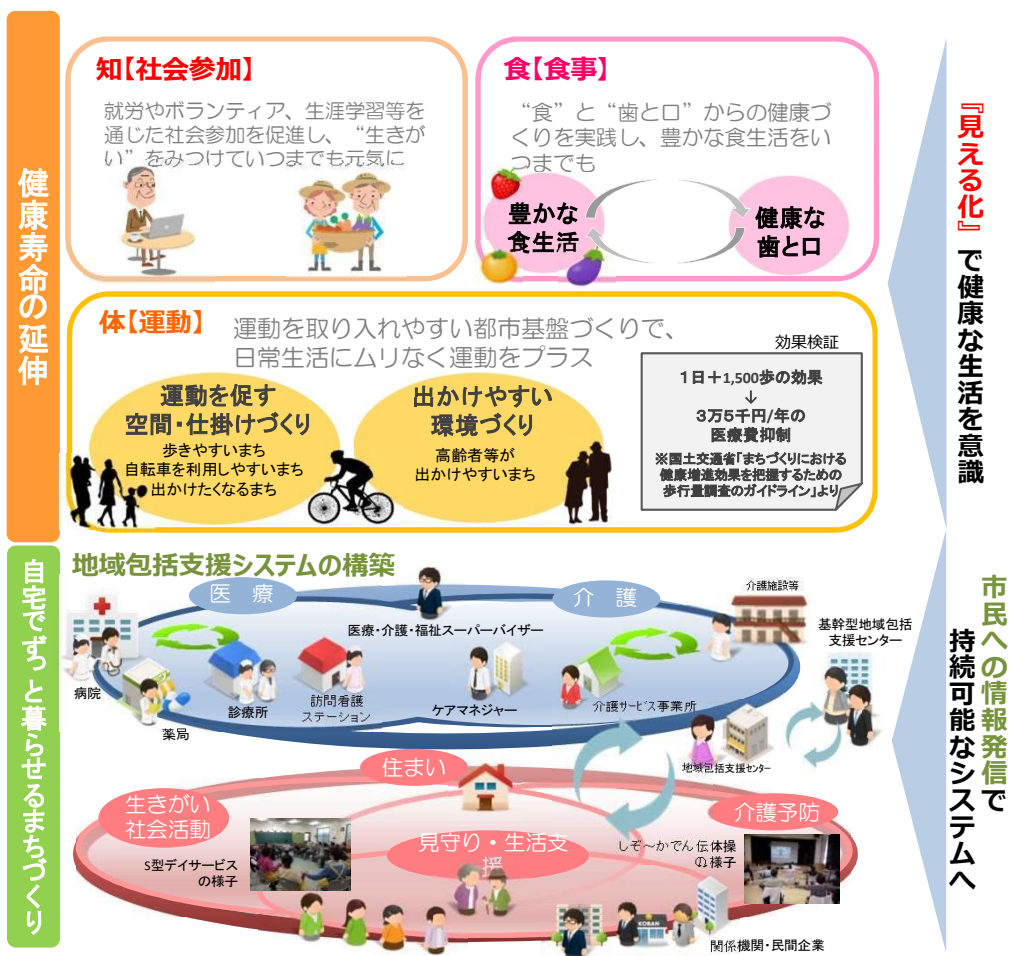 健康寿命の延伸
知【社会参加】
就労やボランティア、生涯学習等を
通じた社会参加を促進し、“生きが
い”をみつけていつまでも元気に
食【食事】
“食”と“歯と口”からの健康づ
くりを実践し、豊かな食生活をい
つまでも
豊かな
食生活
健康な
歯と口
体【運動】
運動を取り入れやすい都市基盤づくりで、
日常生活にムリなく運動をプラス
運動を促す
空間・仕掛けづくり
歩きやすいまち
自転車を利用しやすいまち
出かけたくなるまち
出かけやすい
環境づくり
高齢者等が
出かけやすいまち
効果検証
1日＋1,500歩の効果
↓
3万5千円/年の
医療費抑制
※国土交通省「まちづくりにおける
健康増進効果を把握するための
歩行量調査のガイドライン」より
『見える化』で健康な生活を意識
自宅でずっと暮らせるまちづくり
地域包括支援システムの構築
医 療
介 護
医療・介護・福祉スーパーバイザー
介護施設等
基幹型地域包括
支援センター
病院
薬局
診療所
訪問看護
ステーション
ケアマネジャー
介護サービス事業所
地域包括支援センター
住まい
生きがい
社会活動
介護予防
見守り・生活支
援
S型デイサービス
の様子
しぞ～かでん伝体操
の様子
KOBAN
関係機関・民間企業
市民への情報発信で
持続可能なシステムへ